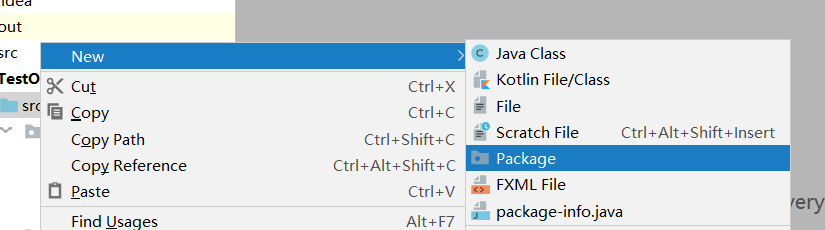 out
src
TestO
src
New
Cut Ctrl+X
Copy Ctrl+C
Copy Path Ctrl+Shift+C
Copy Reference Ctrl+Alt+Shift+C
Paste Ctrl+V
Find Usages Alt+F7
Java Class
Kotlin File/Class
File
Scratch File Ctrl+Alt+Shift+Insert
Package
FXML File
package-info.java
very